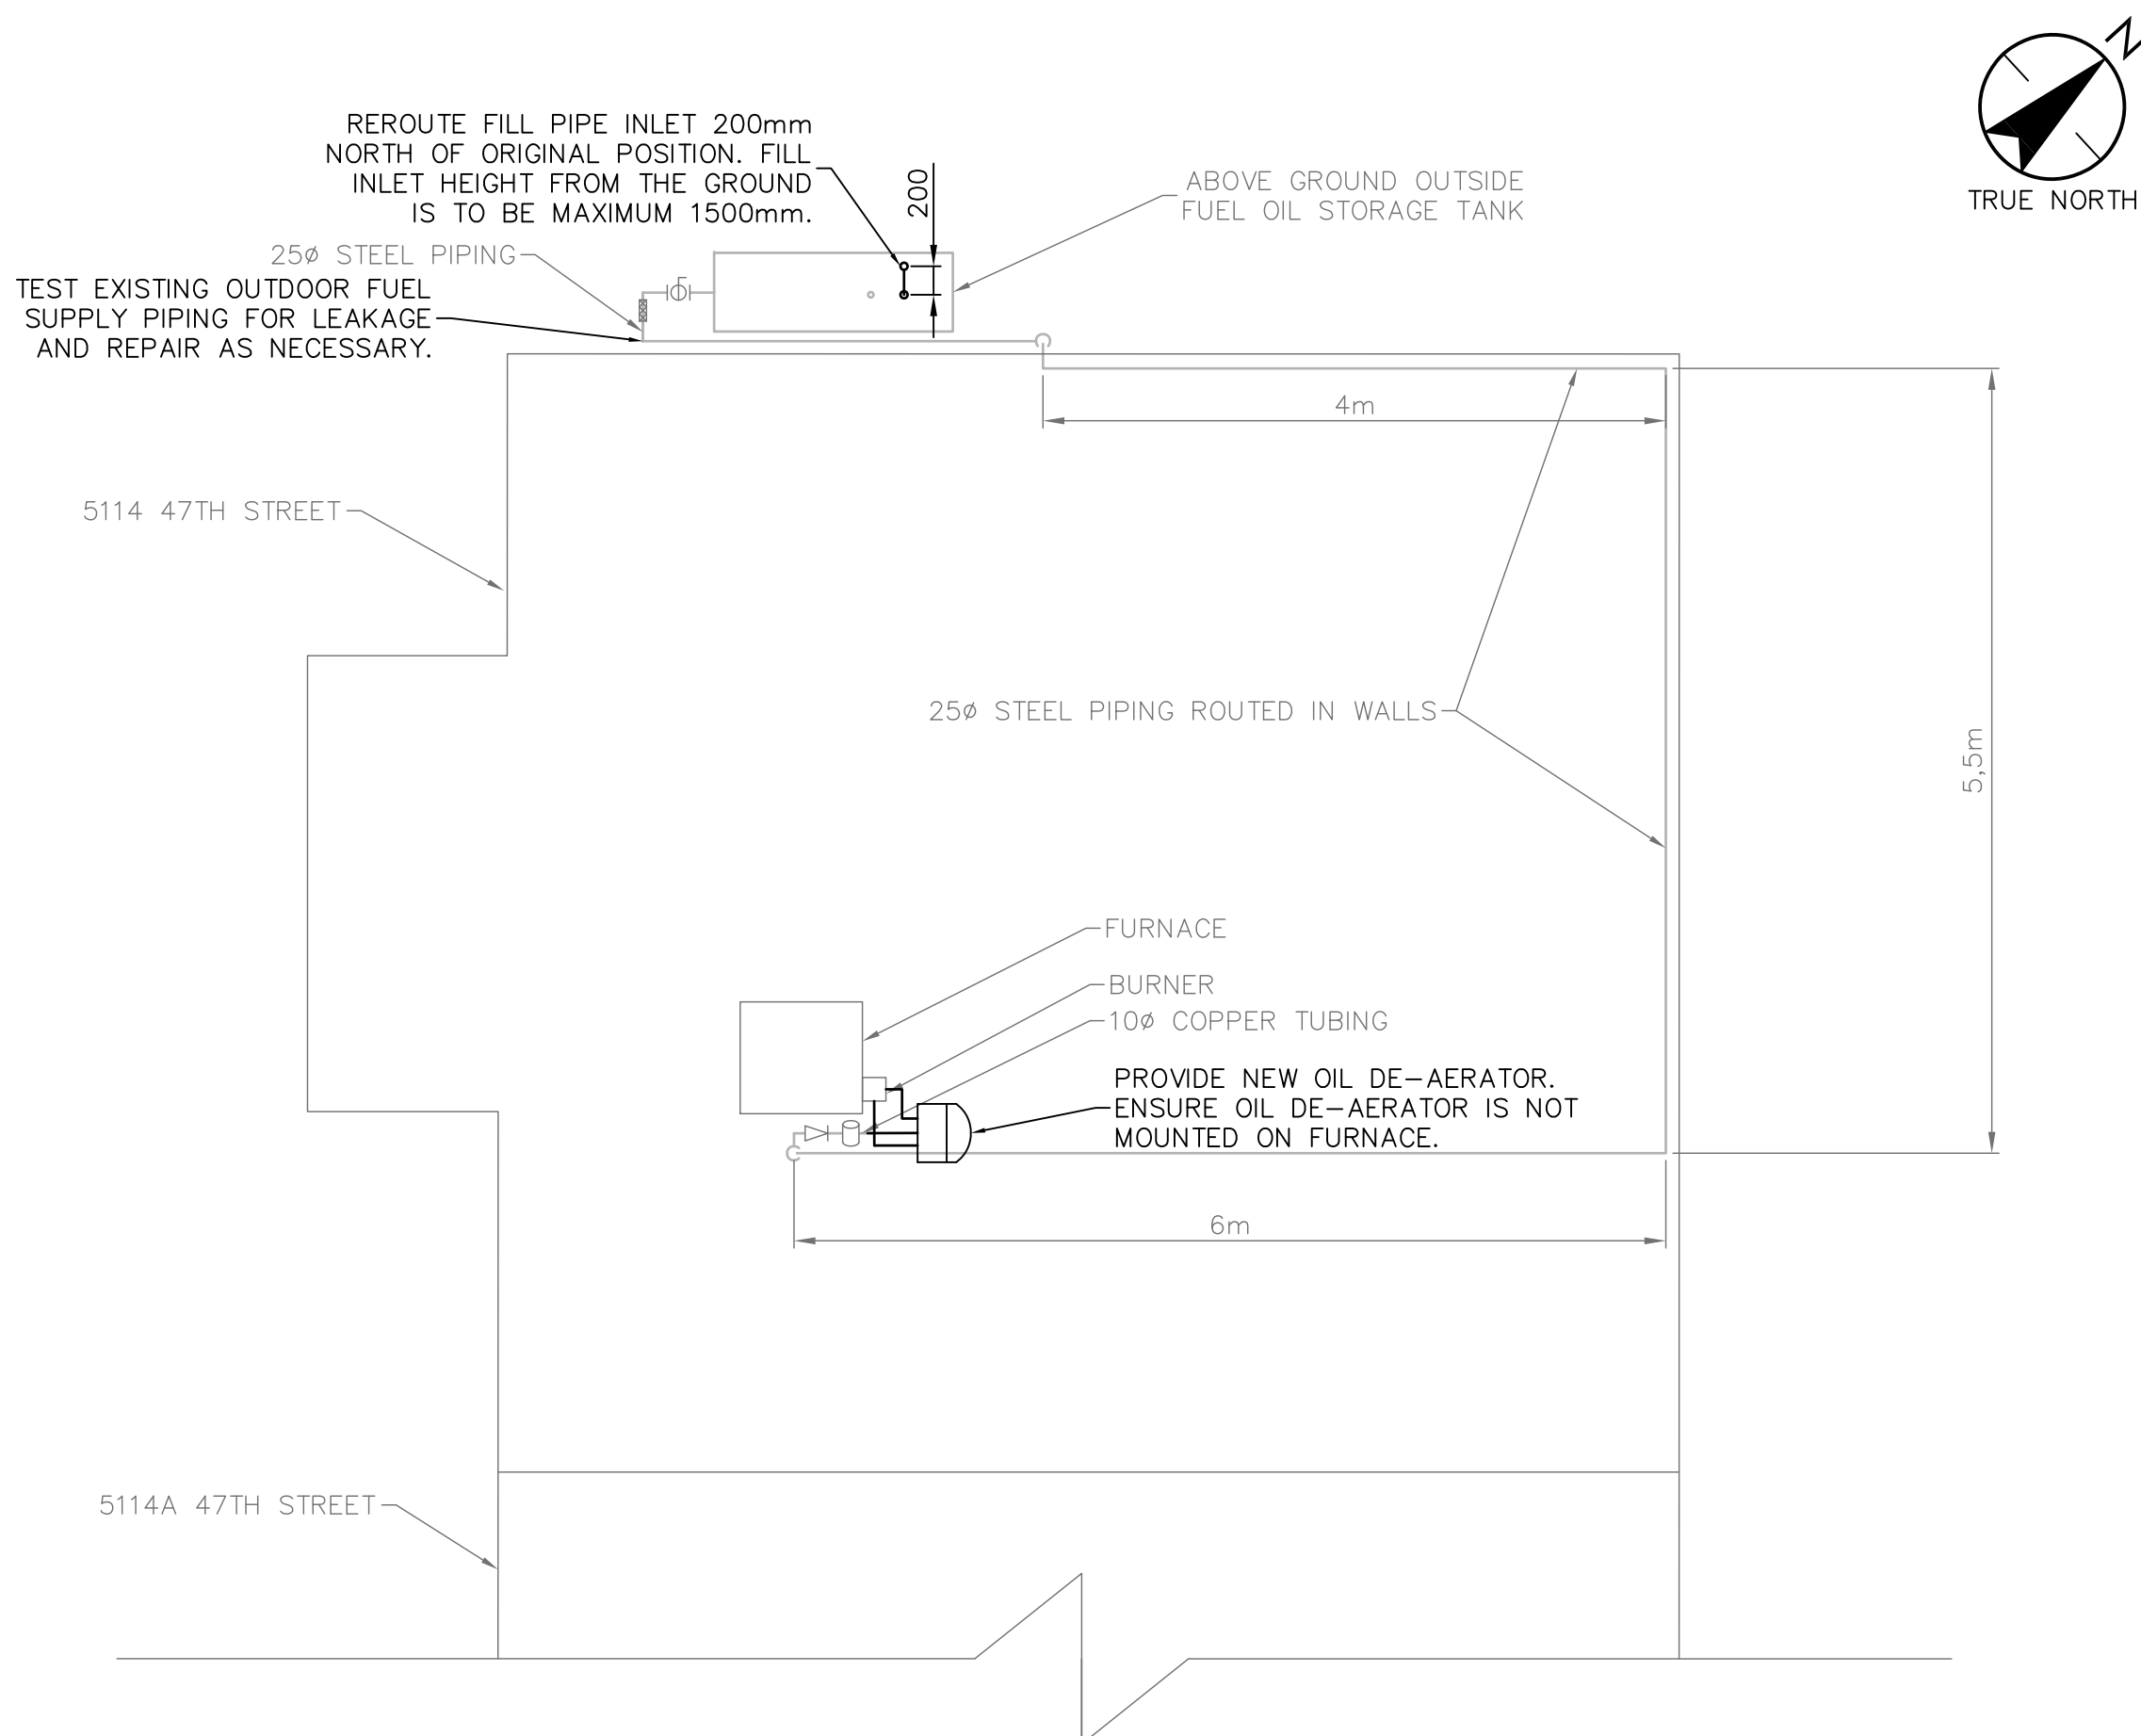 N
TRUE NORTH
REROUTE FILL PIPE INLET 200mm
NORTH OF ORIGINAL POSITION. FILL
INLET HEIGHT FROM THE GROUND
IS TO BE MAXIMUM 1500mm.
200
ABOVE GROUND OUTSIDE
FUEL OIL STORAGE TANK
25ø STEEL PIPING
TEST EXISTING OUTDOOR FUEL
SUPPLY PIPING FOR LEAKAGE
AND REPAIR AS NECESSARY.
4m
5114 47TH STREET
25ø STEEL PIPING ROUTED IN WALLS
5,5m
FURNACE
BURNER
10ø COPPER TUBING
PROVIDE NEW OIL DE-AERATOR.
ENSURE OIL DE-AERATOR IS NOT
MOUNTED ON FURNACE.
6m
5114A 47TH STREET